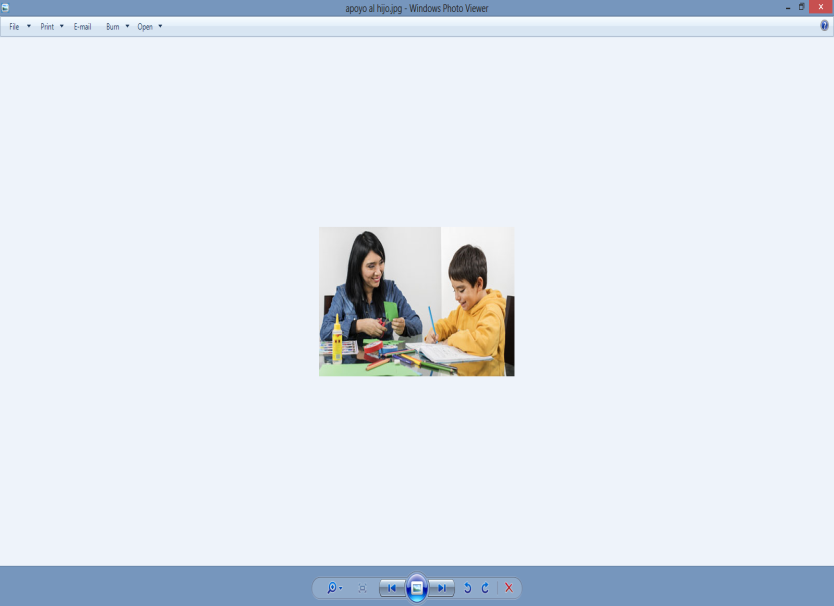 apoyo al hijo.jpg - Windows Photo Viewer
File Print E-mail Burn Open